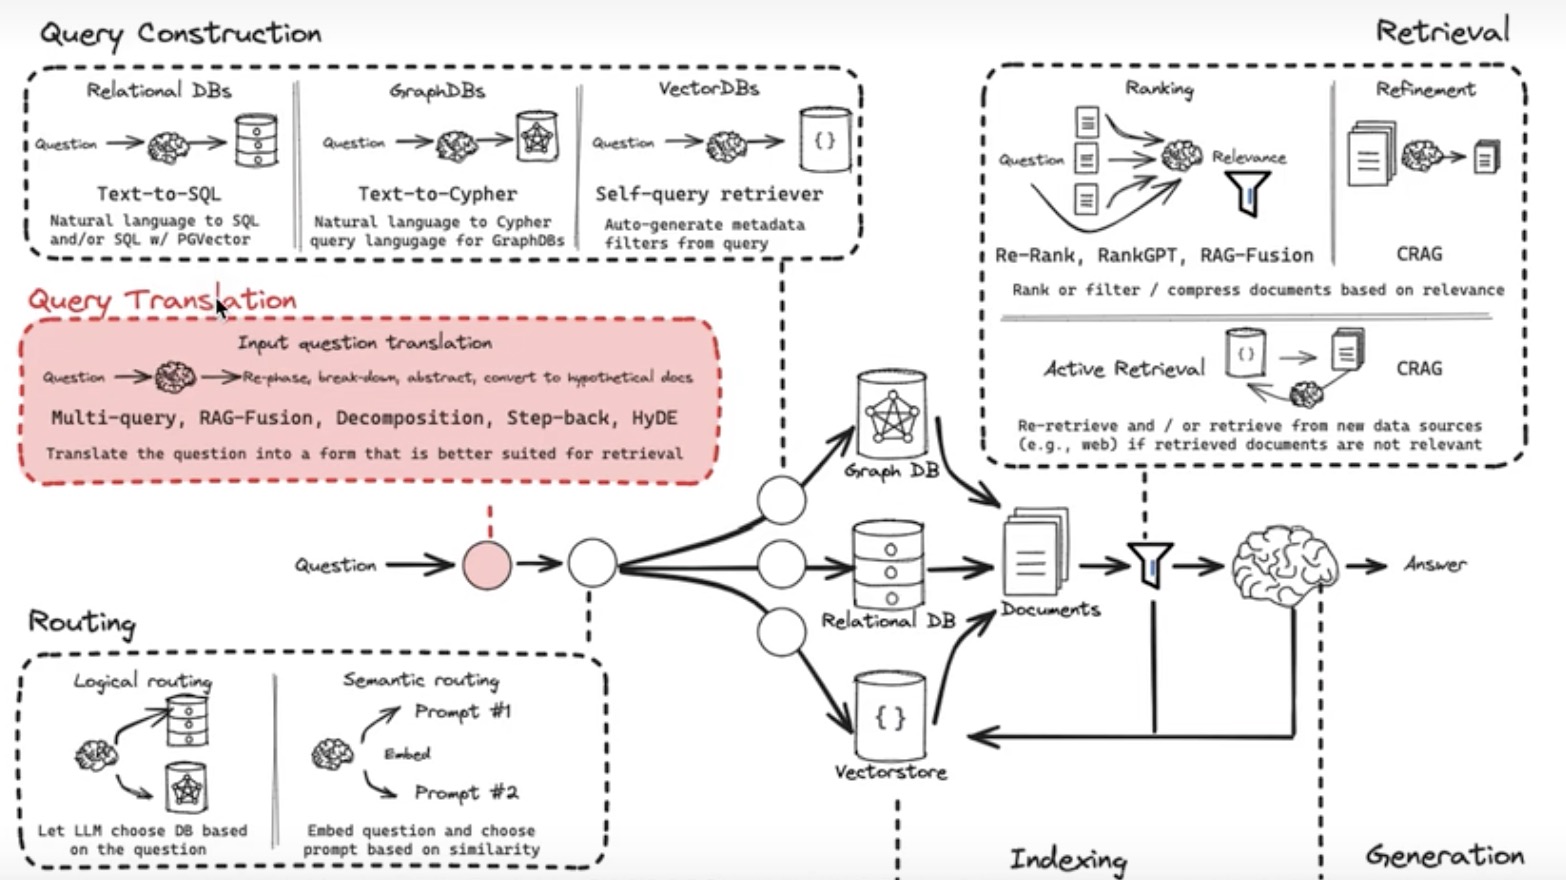 Query Construction
Relational DBs
Question
Text-to-SQL
Natural language to SQL
and/or SQL w/ PGVector
GraphDBs
Question
Text-to-Cypher
Natural language to Cypher
query langugage for GraphDBs
VectorDBs
Question
{}
Self-query retriever
Auto-generate metadata
filters from query
Retrieval
Ranking
Question
Relevance
Re-Rank, RankGPT, RAG-Fusion
Refinement
CRAG
Rank or filter / compress documents based on relevance
Active Retrieval
{}
CRAG
Re-retrieve and / or retrieve from new data sources
(e.g., web) if retrieved documents are not relevant
Query Translation
Input question translation
Question
Re-phase, break-down, abstract, convert to hypothetical docs
Multi-query, RAG-Fusion, Decomposition, Step-back, HyDE
Translate the question into a form that is better suited for retrieval
Question
Graph DB
Relational DB
{}
Vectorstore
Documents
Answer
Routing
Logical routing
Let LLM choose DB based
on the question
Semantic routing
Prompt #1
Embed
Prompt #2
Embed question and choose
prompt based on similarity
Indexing
Generation